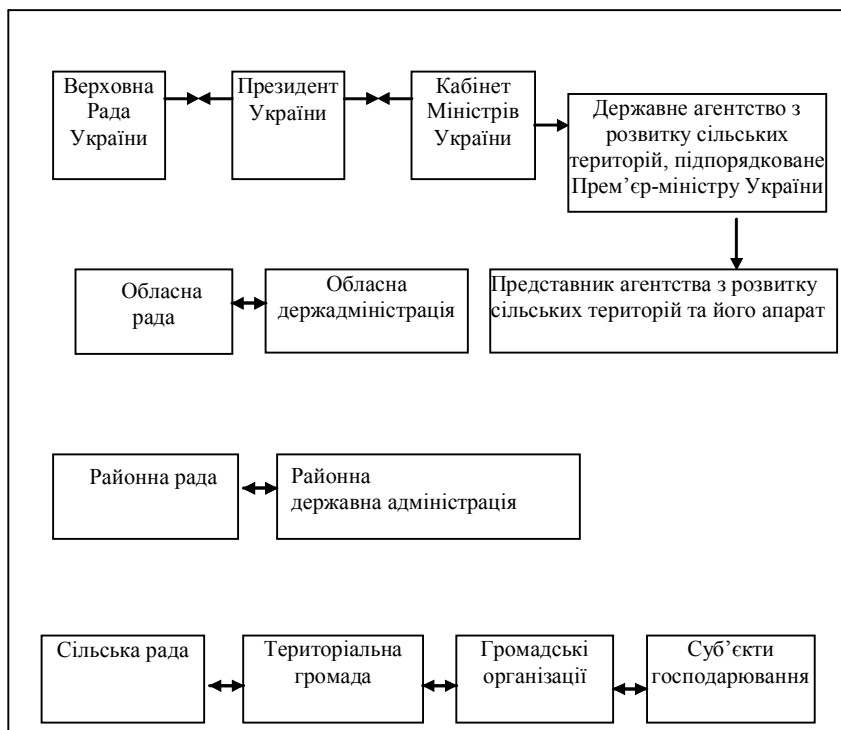 Верховна
Рада
України
Президент
України
Кабінет
Міністрів
України
Державне агентство з
розвитку сільських
територій, підпорядковане
Прем’єр-міністру України
Обласна
рада
Обласна
держадміністрація
Представник агентства з розвитку
сільських територій та його апарат
Районна рада
Районна
державна адміністрація
Сільська рада
Територіальна
громада
Громадські
організації
Суб’єкти
господарювання